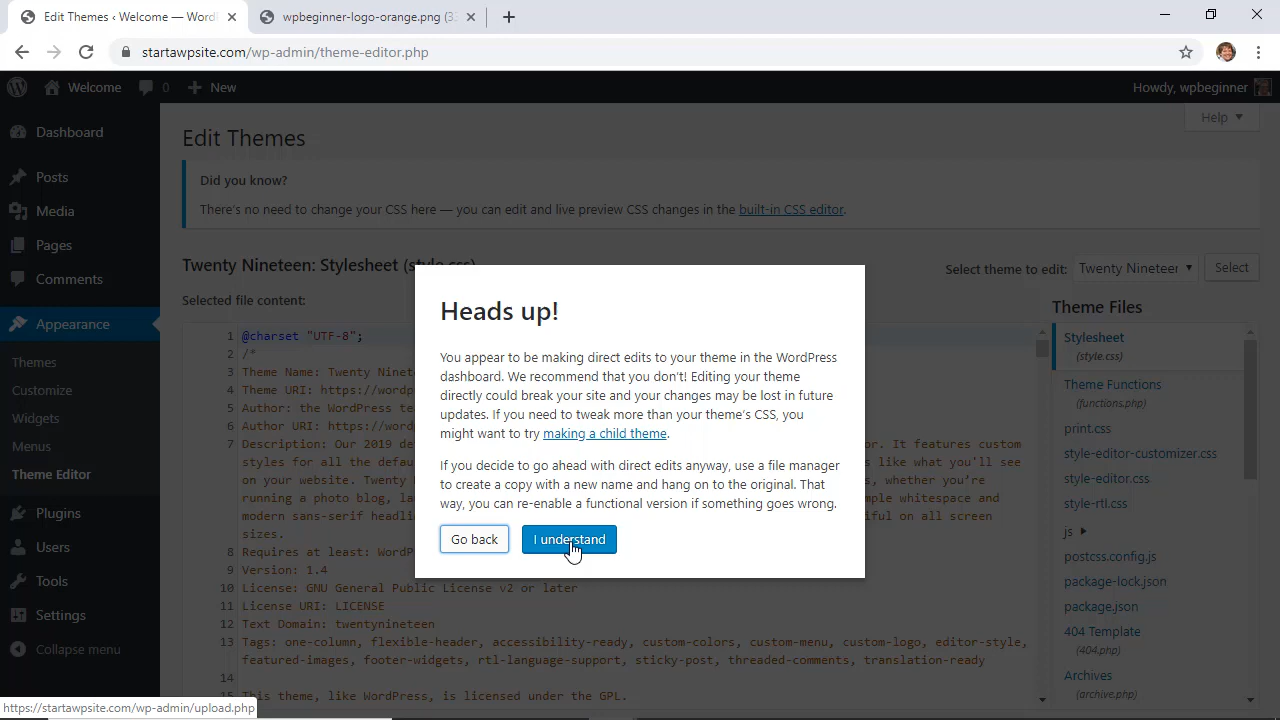 Edit Themes ‹ Welcome — Word
wpbeginner-logo-orange.png (3
startawpsite.com/wp-admin/theme-editor.php
Welcome
0
New
Howdy, wpbeginner
Dashboard
Posts
Media
Pages
Comments
Appearance
Themes
Customize
Widgets
Menus
Theme Editor
Plugins
Users
Tools
Settings
Collapse menu
https://startawpsite.com/wp-admin/upload.php
Help
Edit Themes
Did you know?
There's no need to change your CSS here — you can edit and live preview CSS changes in the built-in CSS editor.
Twenty Nineteen: Stylesheet (style.css)
Select theme to edit:
Twenty Nineteen
Select
Selected file content:
1 @charset "UTF-8";
2 /*
3 Theme Name: Twenty Ninet
4 Theme URI: https://wordp
5 Author: the WordPress te
6 Author URI: https://word
7 Description: Our 2019 de
or. It features custom
styles for all the defau
s like what you'll see
on your website. Twenty N
s, whether you're
running a photo blog, la
mple whitespace and
modern sans-serif headli
iful on all screen
sizes.
8 Requires at least: WordP
9 Version: 1.4
10 License: GNU General Public License v2 or later
11 License URI: LICENSE
12 Text Domain: twentynineteen
13 Tags: one-column, flexible-header, accessibility-ready, custom-colors, custom-menu, custom-logo, editor-style,
featured-images, footer-widgets, rtl-language-support, sticky-post, threaded-comments, translation-ready
14
15 This theme, like WordPress, is licensed under the GPL.
Heads up!
You appear to be making direct edits to your theme in the WordPress
dashboard. We recommend that you don't! Editing your theme
directly could break your site and your changes may be lost in future
updates. If you need to tweak more than your theme's CSS, you
might want to try making a child theme.
If you decide to go ahead with direct edits anyway, use a file manager
to create a copy with a new name and hang on to the original. That
way, you can re-enable a functional version if something goes wrong.
Go back
I understand
Theme Files
Stylesheet
(style.css)
Theme Functions
(functions.php)
print.css
style-editor-customizer.css
style-editor.css
style-rtl.css
js
postcss.config.js
package-lock.json
package.json
404 Template
(404.php)
Archives
(archive.php)